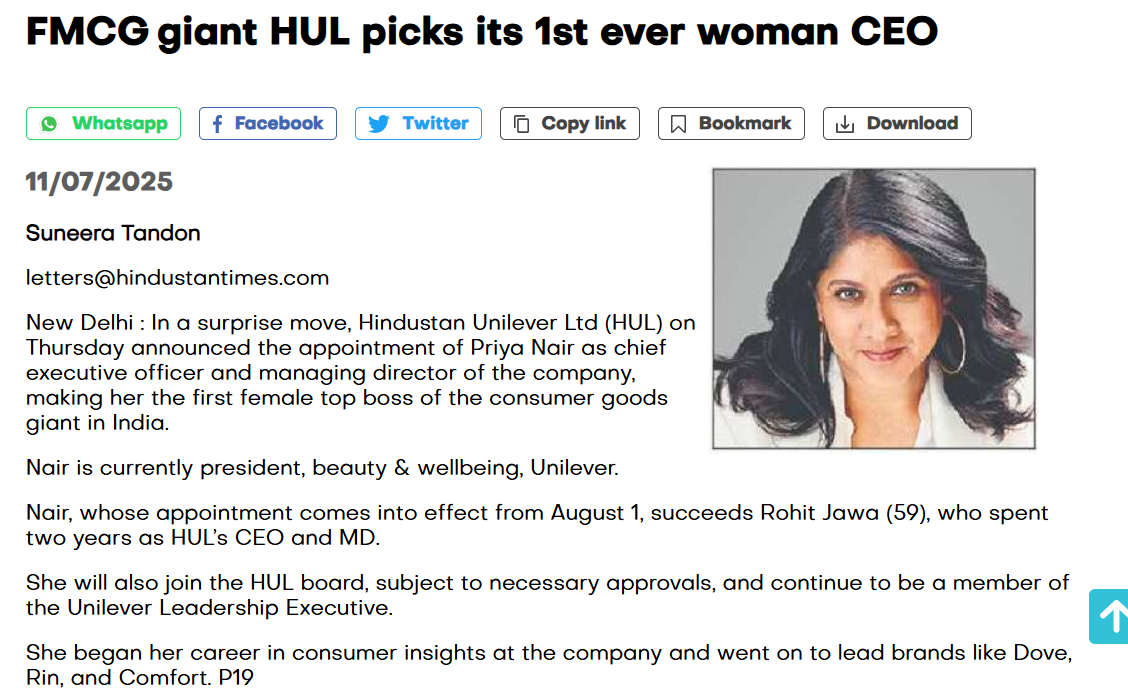 FMCG giant HUL picks its 1st ever woman CEO
Whatsapp Facebook Twitter Copy link Bookmark Download
11/07/2025
Suneera Tandon
letters@hindustantimes.com
New Delhi : In a surprise move, Hindustan Unilever Ltd (HUL) on
Thursday announced the appointment of Priya Nair as chief
executive officer and managing director of the company,
making her the first female top boss of the consumer goods
giant in India.
Nair is currently president, beauty & wellbeing, Unilever.
Nair, whose appointment comes into effect from August 1, succeeds Rohit Jawa (59), who spent
two years as HUL’s CEO and MD.
She will also join the HUL board, subject to necessary approvals, and continue to be a member of
the Unilever Leadership Executive.
She began her career in consumer insights at the company and went on to lead brands like Dove,
Rin, and Comfort. P19